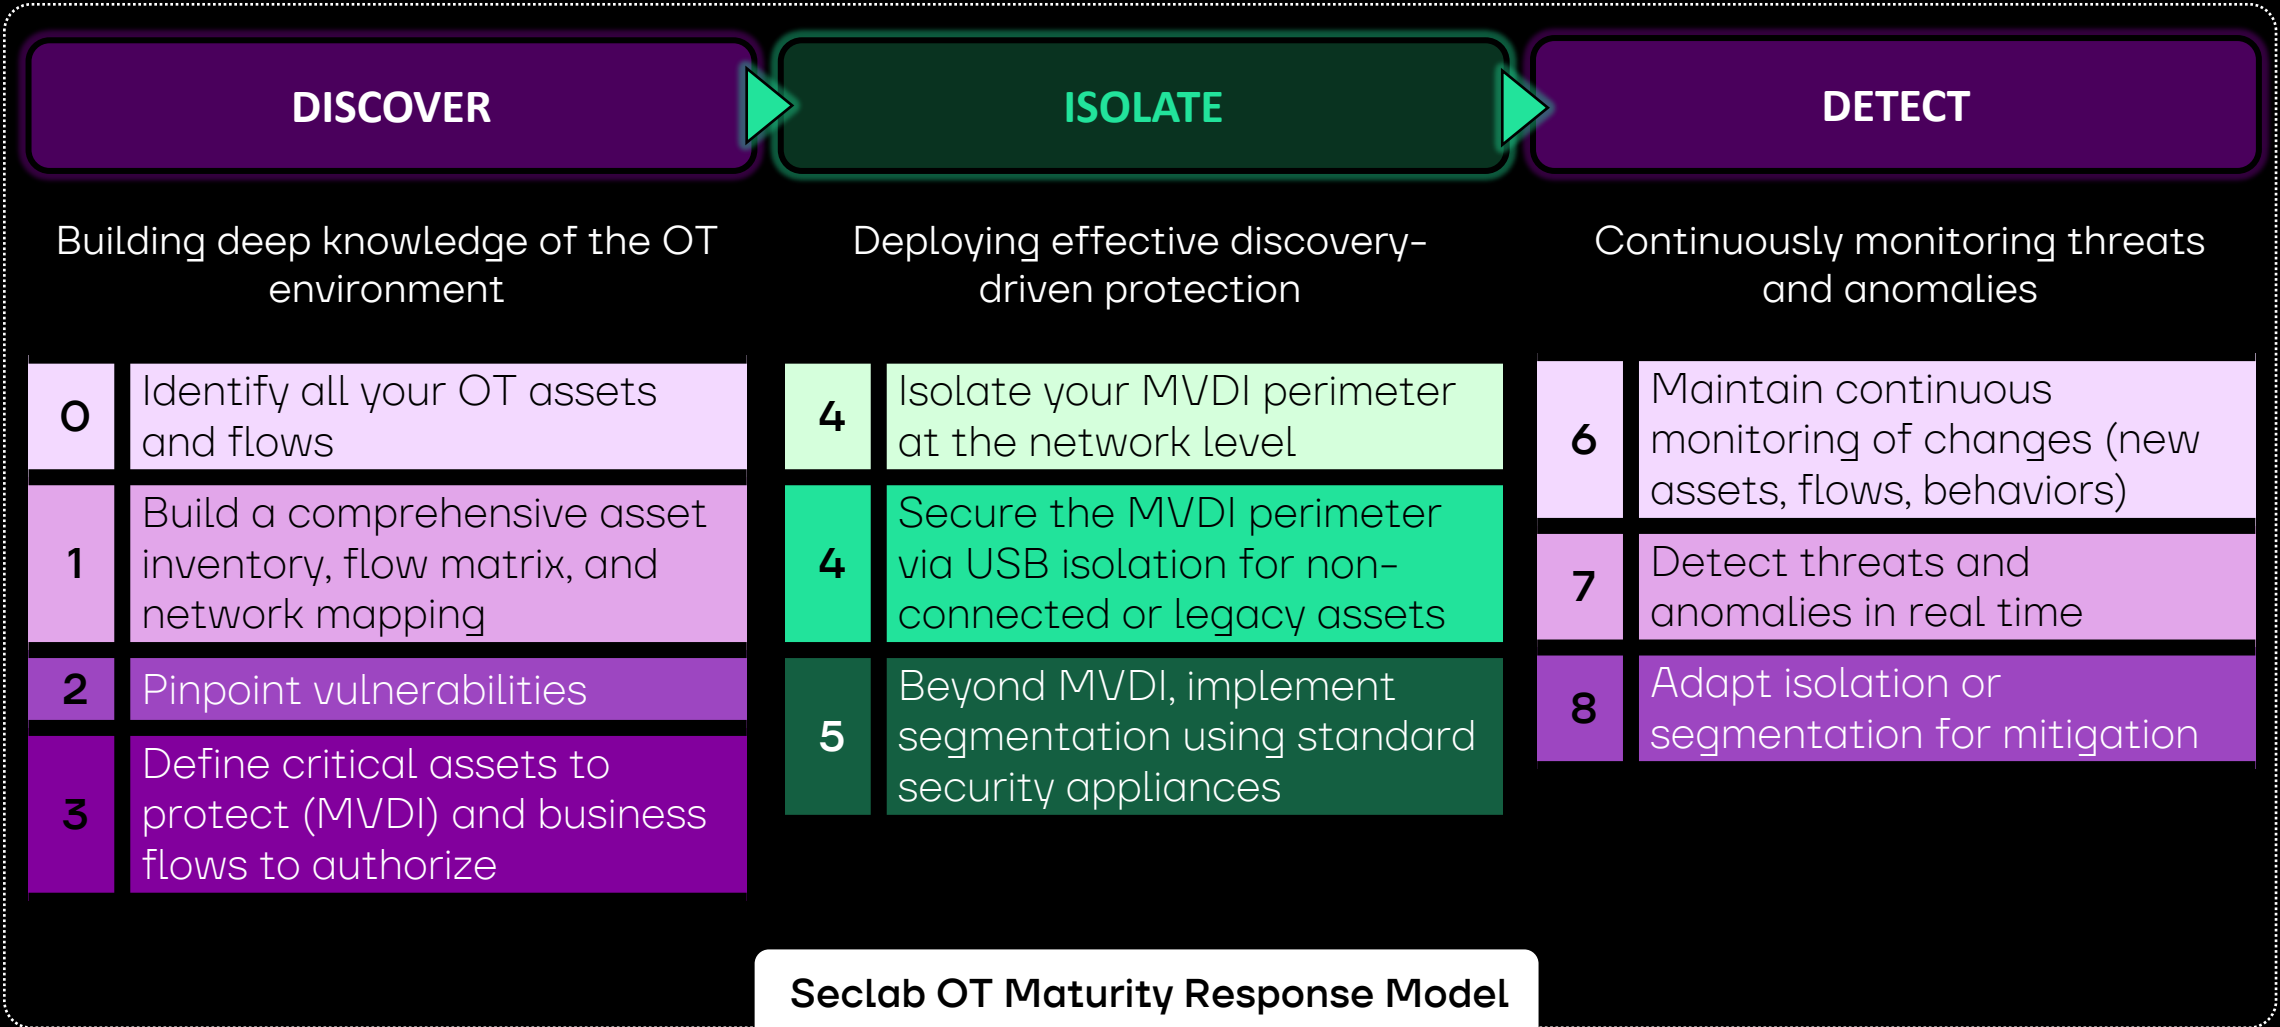 DISCOVER
ISOLATE
DETECT
Building deep knowledge of the OT
environment
Deploying effective discovery-
driven protection
Continuously monitoring threats
and anomalies
0
Identify all your OT assets
and flows
1
Build a comprehensive asset
inventory, flow matrix, and
network mapping
2
Pinpoint vulnerabilities
3
Define critical assets to
protect (MVDI) and business
flows to authorize
4
Isolate your MVDI perimeter
at the network level
4
Secure the MVDI perimeter
via USB isolation for non-
connected or legacy assets
5
Beyond MVDI, implement
segmentation using standard
security appliances
6
Maintain continuous
monitoring of changes (new
assets, flows, behaviors)
7
Detect threats and
anomalies in real time
8
Adapt isolation or
segmentation for mitigation
Seclab OT Maturity Response Model